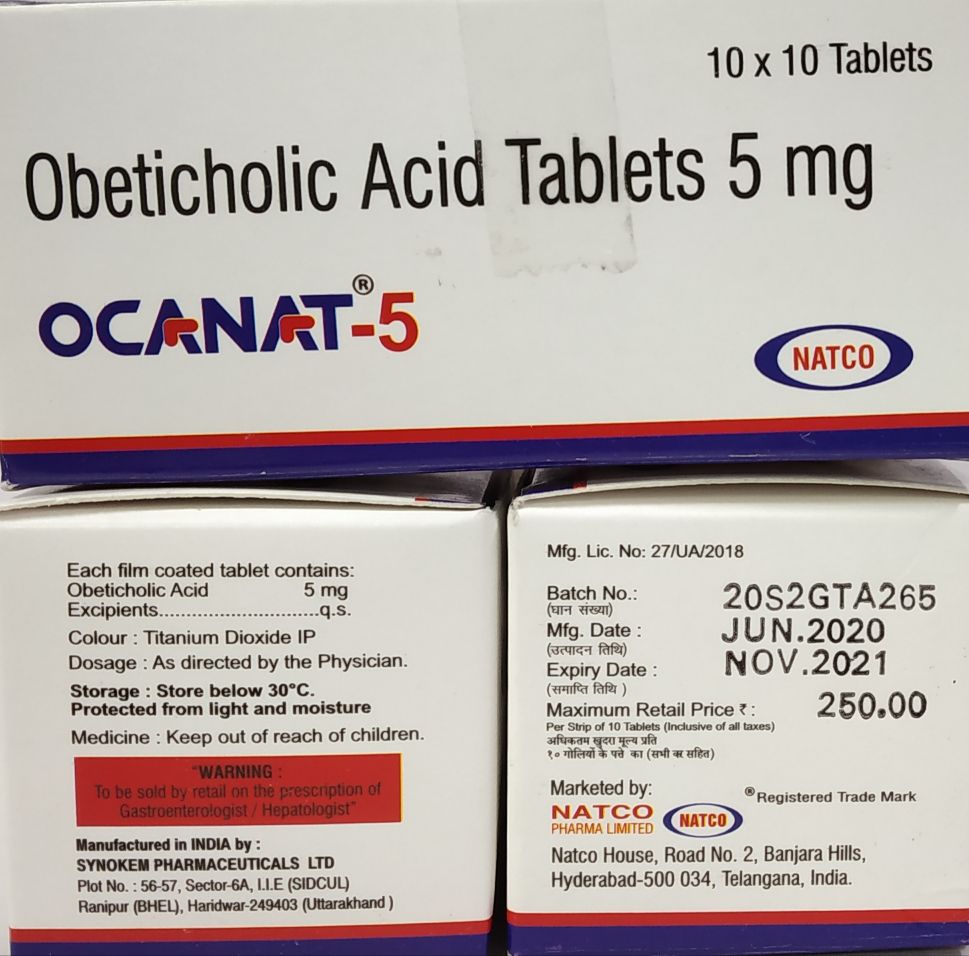 10 x 10 Tablets
Obeticholic Acid Tablets 5 mg
OCANAT®-5
NATCO
Each film coated tablet contains:
Obeticholic Acid 5 mg
Excipients..............................q.s.
Colour : Titanium Dioxide IP
Dosage : As directed by the Physician.
Storage : Store below 30°C.
Protected from light and moisture
Medicine : Keep out of reach of children.
"WARNING :
To be sold by retail on the prescription of
Gastroenterologist / Hepatologist"
Manufactured in INDIA by :
SYNOKEM PHARMACEUTICALS LTD
Plot No. : 56-57, Sector-6A, I.I.E (SIDCUL)
Ranipur (BHEL), Haridwar-249403 (Uttarakhand )
Mfg. Lic. No: 27/UA/2018
Batch No.: 20S2GTA265
(घान संख्या)
Mfg. Date : JUN.2020
(उत्पादन तिथि)
Expiry Date : NOV.2021
(समाप्ति तिथि )
Maximum Retail Price ₹ : 250.00
Per Strip of 10 Tablets (Inclusive of all taxes)
अधिकतम खुदरा मूल्य प्रति
१० गोलियों के पत्ते का (सभी कर सहित)
Marketed by:
®Registered Trade Mark
NATCO
PHARMA LIMITED
NATCO
Natco House, Road No. 2, Banjara Hills,
Hyderabad-500 034, Telangana, India.